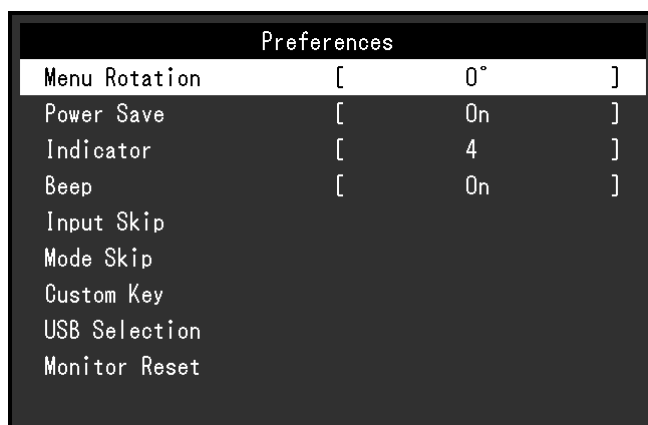 Preferences
Menu Rotation [ 0° ]
Power Save [ On ]
Indicator [ 4 ]
Beep [ On ]
Input Skip
Mode Skip
Custom Key
USB Selection
Monitor Reset